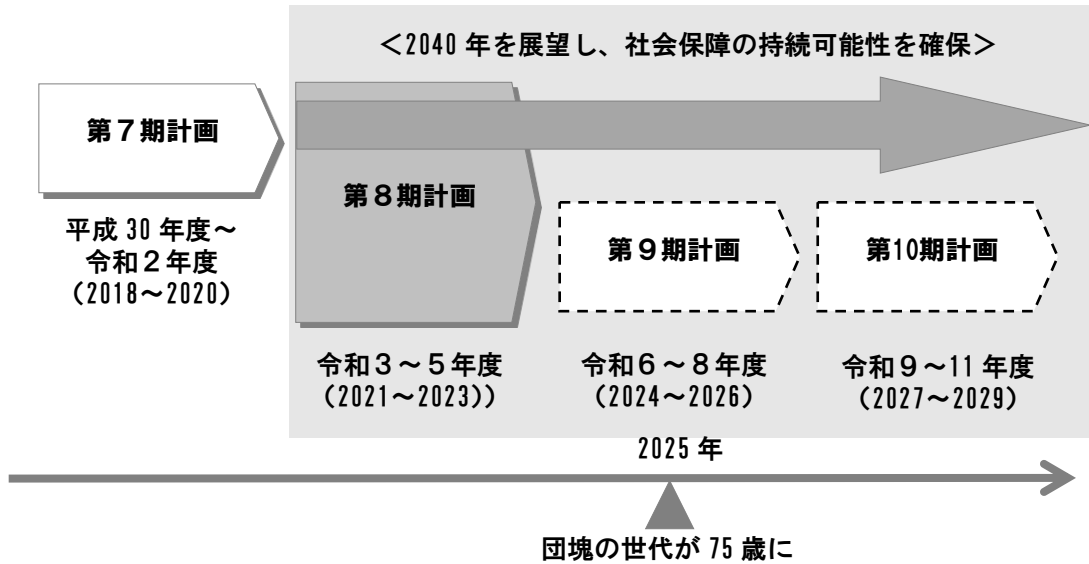 ＜2040 年を展望し、社会保障の持続可能性を確保＞
第７期計画
平成 30 年度～
令和２年度
（2018～2020）
第８期計画
令和３～５年度
（2021～2023））
第９期計画
令和６～８年度
（2024～2026）
第10期計画
令和９～11 年度
（2027～2029）
2025 年
団塊の世代が 75 歳に